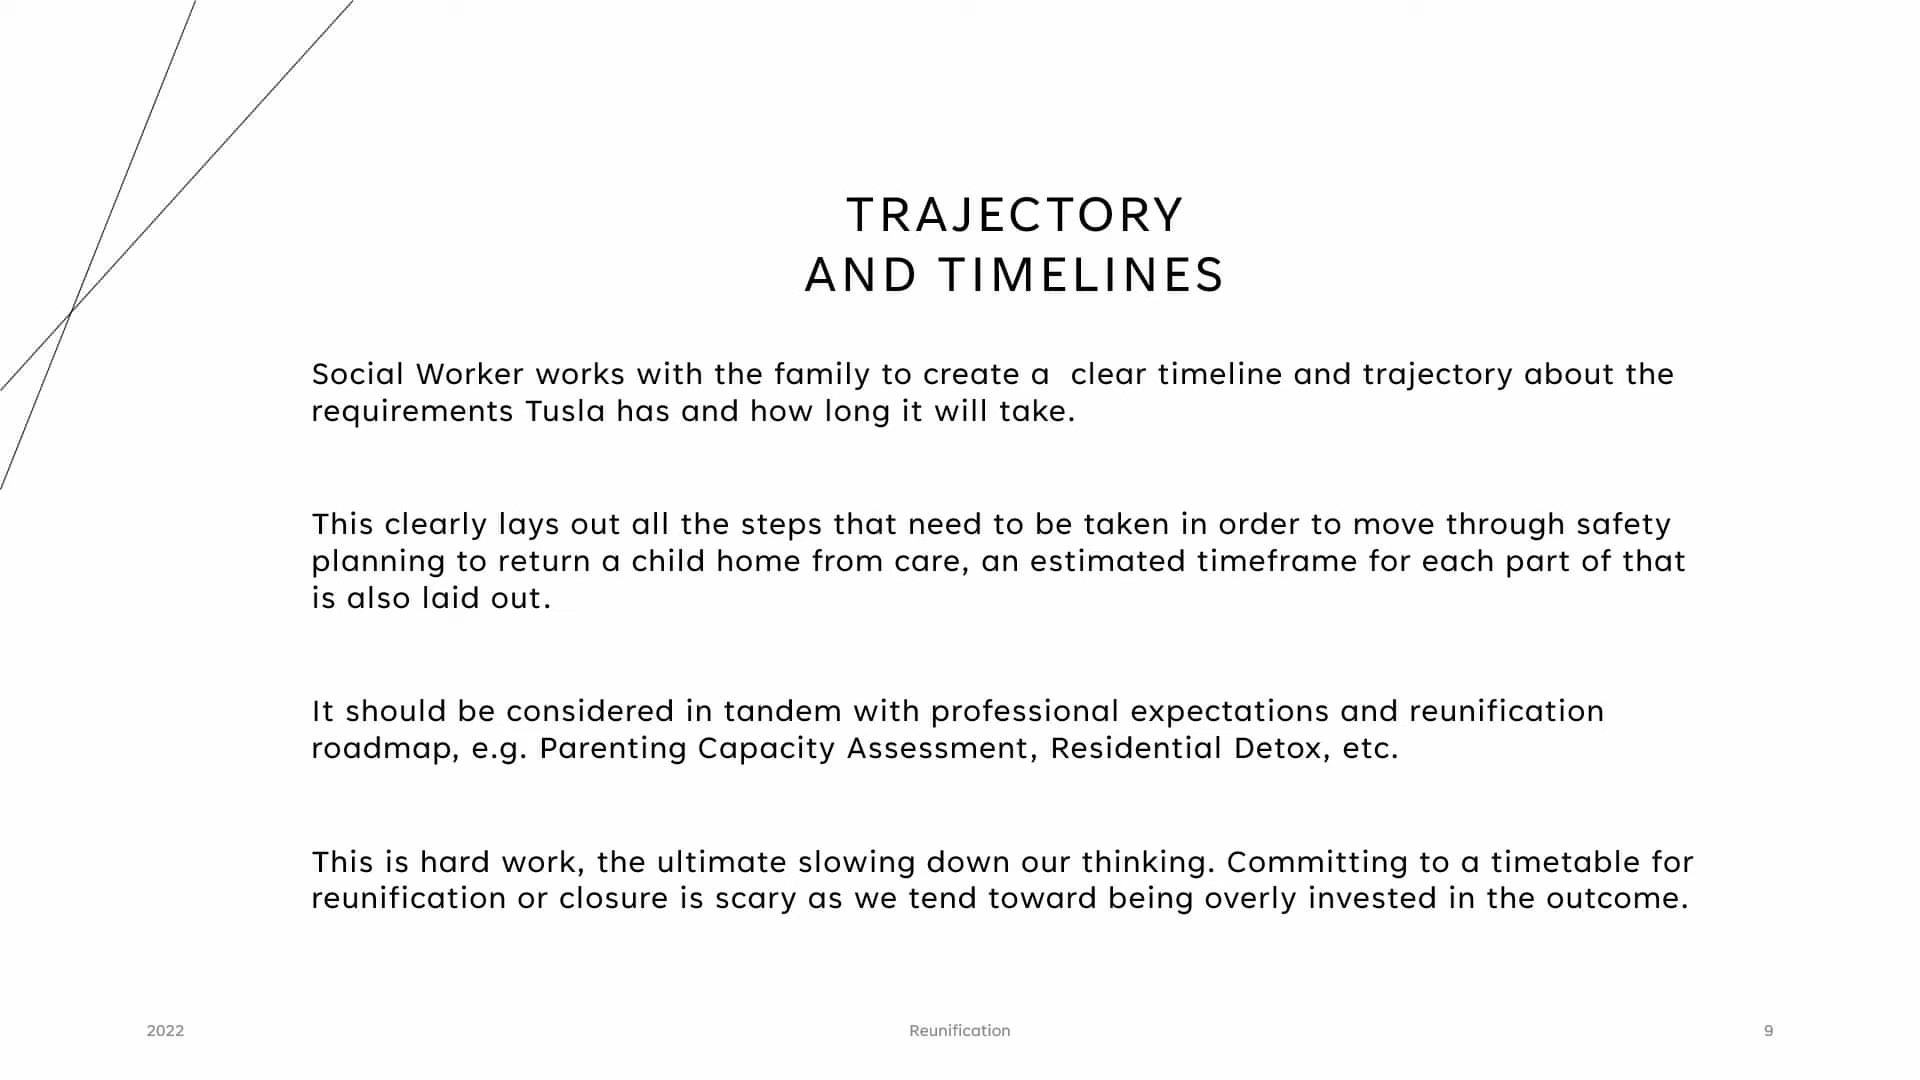 TRAJECTORY
AND TIMELINES
Social Worker works with the family to create a  clear timeline and trajectory about the
requirements Tusla has and how long it will take.
This clearly lays out all the steps that need to be taken in order to move through safety
planning to return a child home from care, an estimated timeframe for each part of that
is also laid out.
It should be considered in tandem with professional expectations and reunification
roadmap, e.g. Parenting Capacity Assessment, Residential Detox, etc.
This is hard work, the ultimate slowing down our thinking. Committing to a timetable for
reunification or closure is scary as we tend toward being overly invested in the outcome.
2022
Reunification
9